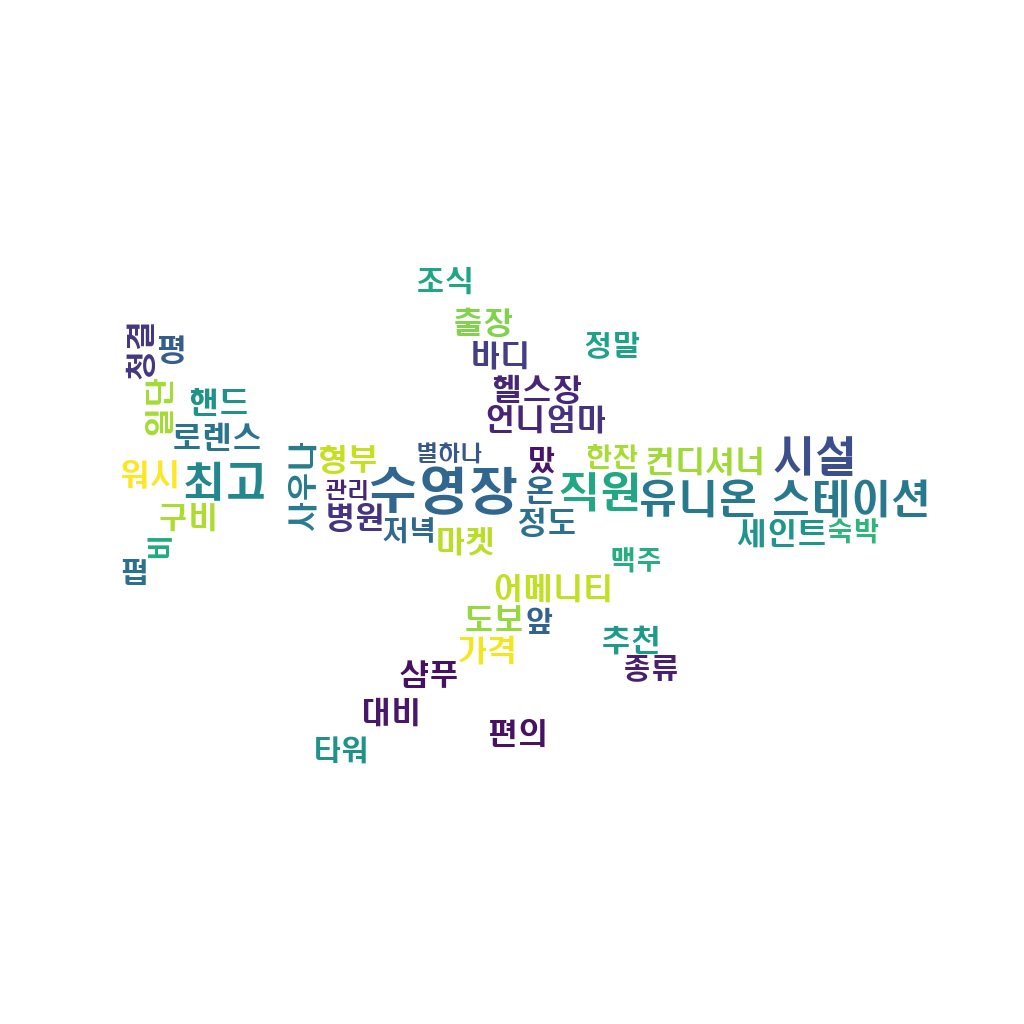 조식
출장
정말
청결
평
바디
헬스장
일단
핸드
언니엄마
로렌스
사우나
형부
별하나
맜
한잔
컨디셔너
시설
워시
최고
관리
수영장
온
직원
유니온 스테이션
구비
병원
저녁
마켓
정도
세인트
숙박
비
펍
맥주
어메니티
도보
앞
추천
가격
샴푸
종류
대비
편의
타워